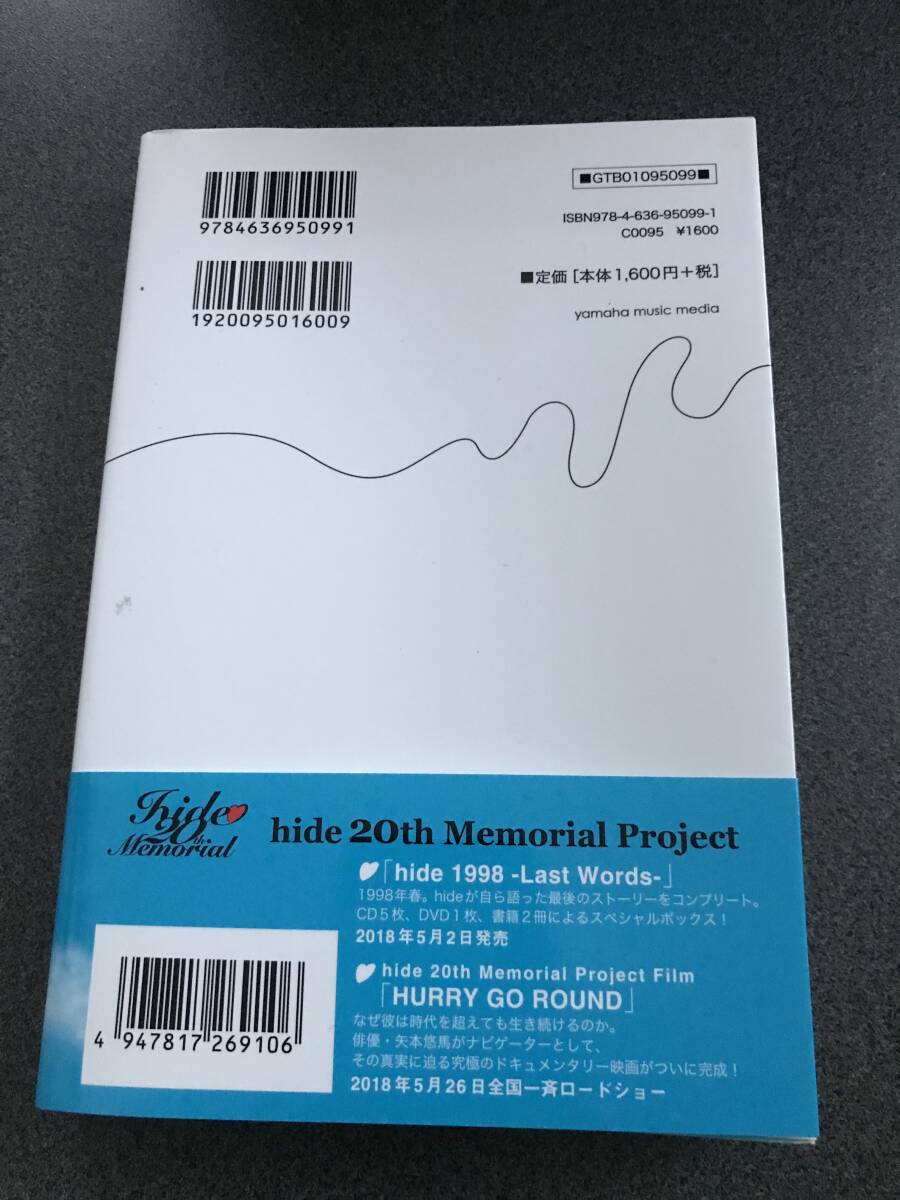 9784636950991
■GTB01095099■
ISBN978-4-636-95099-1
C0095 ¥1600
1920095016009
■定価［本体1,600円+税］
yamaha music media
hide
20th
Memorial
hide 20th Memorial Project
「hide 1998 -Last Words-」
1998年春。hideが自ら語った最後のストーリーをコンプリート。
CD5枚、DVD1枚、書籍2冊によるスペシャルボックス！
2018年5月2日発売
hide 20th Memorial Project Film
「HURRY GO ROUND」
なぜ彼は時代を超えても生き続けるのか。
俳優・矢本悠馬がナビゲーターとして、
その真実に迫る究極のドキュメンタリー映画がついに完成！
2018年5月26日全国一斉ロードショー
4 947817 269106